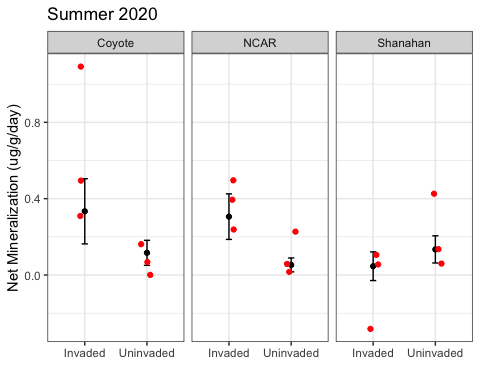 Summer 2020
Coyote NCAR Shanahan
Net Mineralization (ug/g/day)
0.8
0.4
0.0
Invaded Uninvaded Invaded Uninvaded Invaded Uninvaded